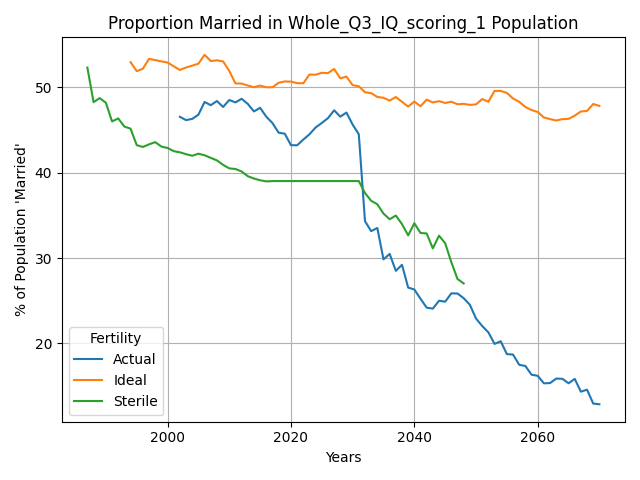 Proportion Married in Whole_Q3_IQ_scoring_1 Population
% of Population 'Married'
50
40
30
20
Fertility
Actual
Ideal
Sterile
2000
2020
2040
2060
Years